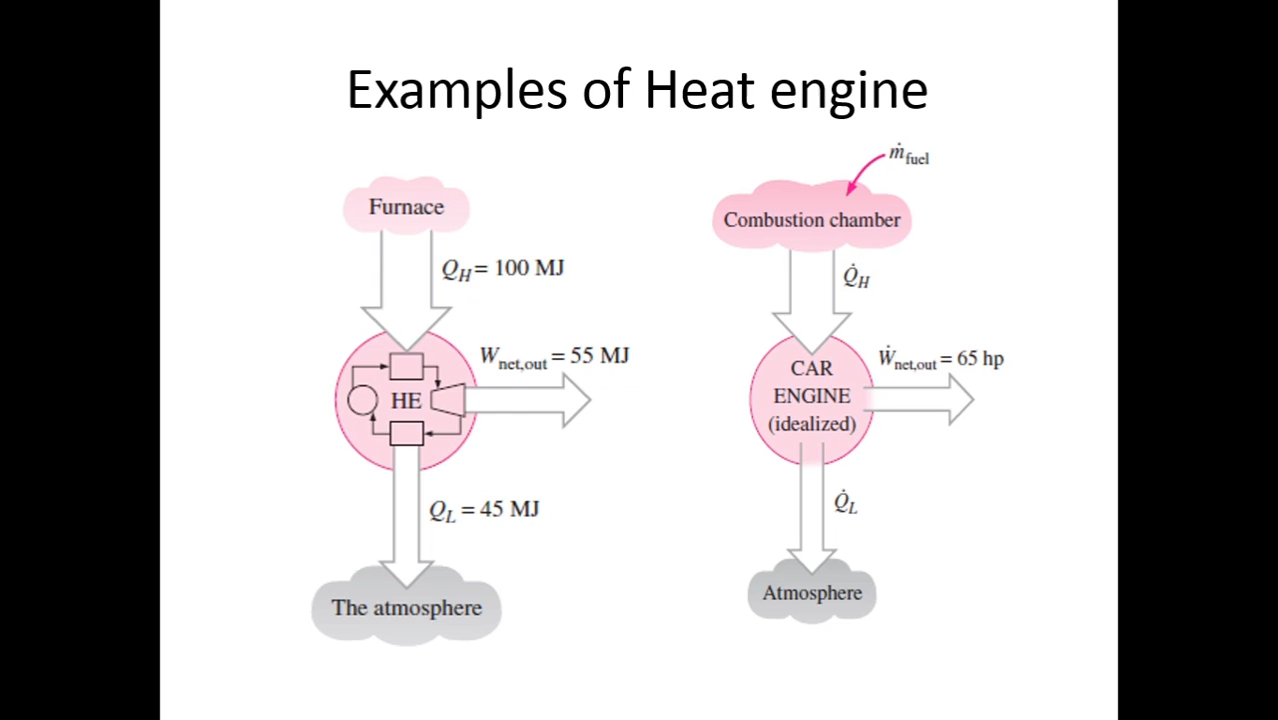 Examples of Heat engine
Furnace
Q_H = 100 MJ
W_net,out = 55 MJ
HE
Q_L = 45 MJ
The atmosphere
ṁ_fuel
Combustion chamber
Q̇_H
CAR
ENGINE
(idealized)
Ẇ_net,out = 65 hp
Q̇_L
Atmosphere